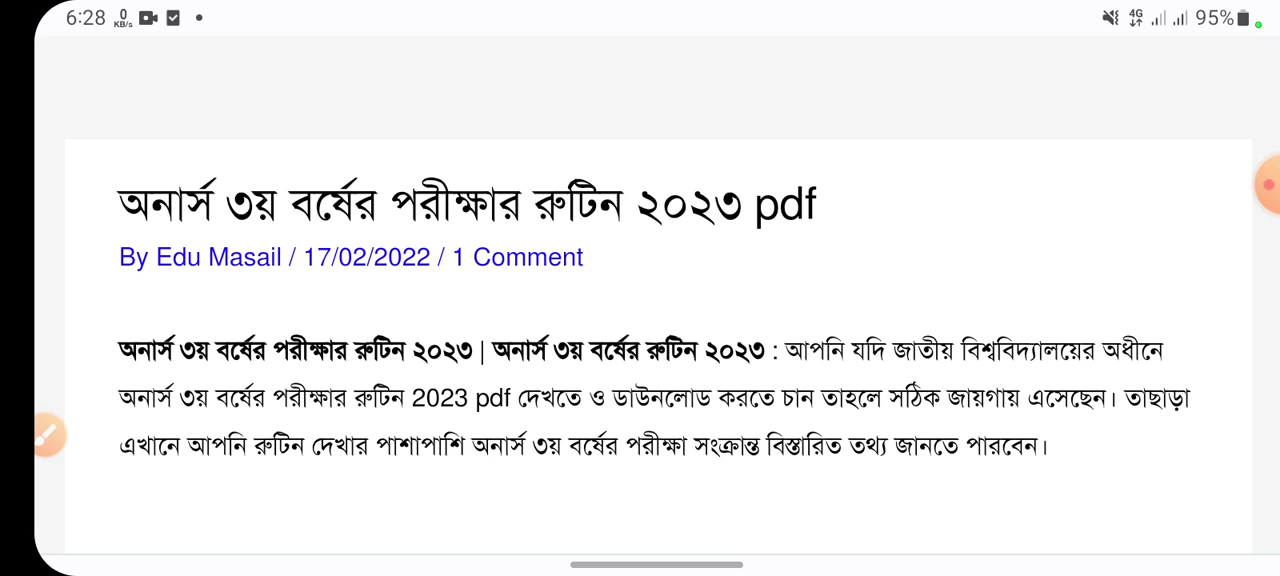 6:28 0 KB/s 4G 95%
অনার্স ৩য় বর্ষের পরীক্ষার রুটিন ২০২৩ pdf
By Edu Masail / 17/02/2022 / 1 Comment
অনার্স ৩য় বর্ষের পরীক্ষার রুটিন ২০২৩ | অনার্স ৩য় বর্ষের রুটিন ২০২৩ : আপনি যদি জাতীয় বিশ্ববিদ্যালয়ের অধীনে
অনার্স ৩য় বর্ষের পরীক্ষার রুটিন 2023 pdf দেখতে ও ডাউনলোড করতে চান তাহলে সঠিক জায়গায় এসেছেন। তাছাড়া
এখানে আপনি রুটিন দেখার পাশাপাশি অনার্স ৩য় বর্ষের পরীক্ষা সংক্রান্ত বিস্তারিত তথ্য জানতে পারবেন।